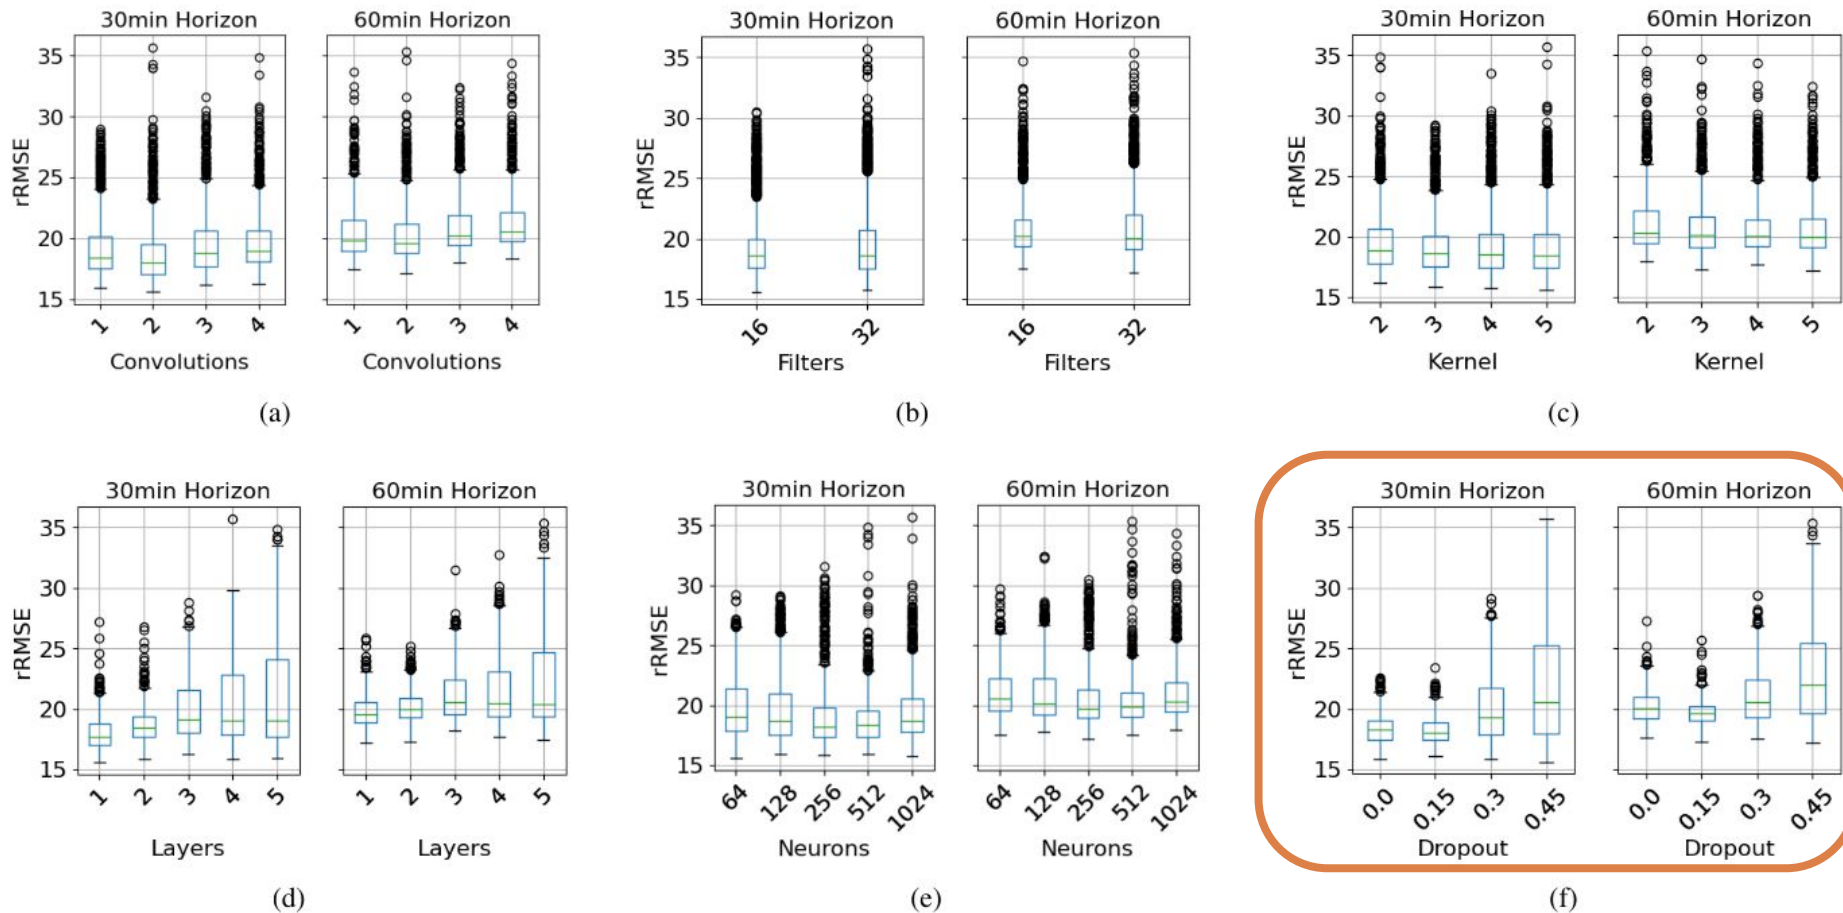 30min Horizon
60min Horizon
rRMSE
35
30
25
20
15
1 2 3 4
1 2 3 4
Convolutions
Convolutions
(a)
30min Horizon
60min Horizon
rRMSE
35
30
25
20
15
16 32
16 32
Filters
Filters
(b)
30min Horizon
60min Horizon
rRMSE
35
30
25
20
15
2 3 4 5
2 3 4 5
Kernel
Kernel
(c)
30min Horizon
60min Horizon
rRMSE
35
30
25
20
15
1 2 3 4 5
1 2 3 4 5
Layers
Layers
(d)
30min Horizon
60min Horizon
rRMSE
35
30
25
20
15
64 128 256 512 1024
64 128 256 512 1024
Neurons
Neurons
(e)
30min Horizon
60min Horizon
rRMSE
35
30
25
20
15
0.0 0.15 0.3 0.45
0.0 0.15 0.3 0.45
Dropout
Dropout
(f)